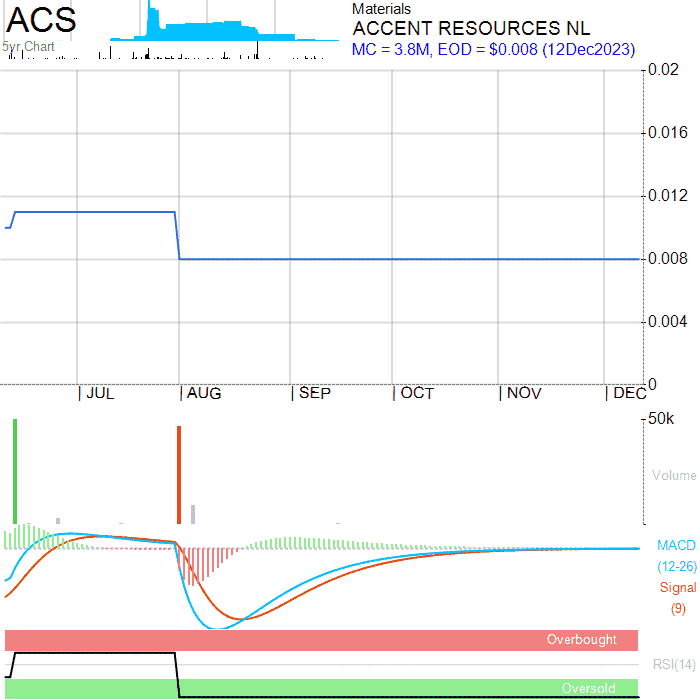 ACS
5yr Chart
Materials
ACCENT RESOURCES NL
MC = 3.8M, EOD = $0.008 (12Dec2023)
0.02
0.016
0.012
0.008
0.004
0
JUL AUG SEP OCT NOV DEC
50k
Volume
MACD
(12-26)
Signal
(9)
Overbought
RSI(14)
Oversold